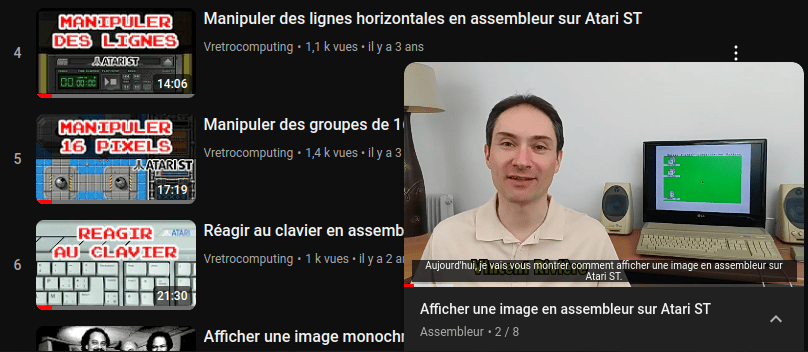 4
MANIPULER
DES LIGNES
ATARI ST
14:06
Manipuler des lignes horizontales en assembleur sur Atari ST
Vretrocomputing • 1,1 k vues • il y a 3 ans
5
MANIPULER
16 PIXELS
ATARI ST
17:19
Manipuler des groupes de 1
Vretrocomputing • 1,4 k vues • il y a 3
6
ATARI
REAGIR
AU CLAVIER
21:30
Réagir au clavier en assemb
Vretrocomputing • 1 k vues • il y a 2 a
Afficher une image monochr
Aujourd'hui, je vais vous montrer comment afficher une image en assembleur sur
Atari ST.
Afficher une image en assembleur sur Atari ST
Assembleur • 2 / 8